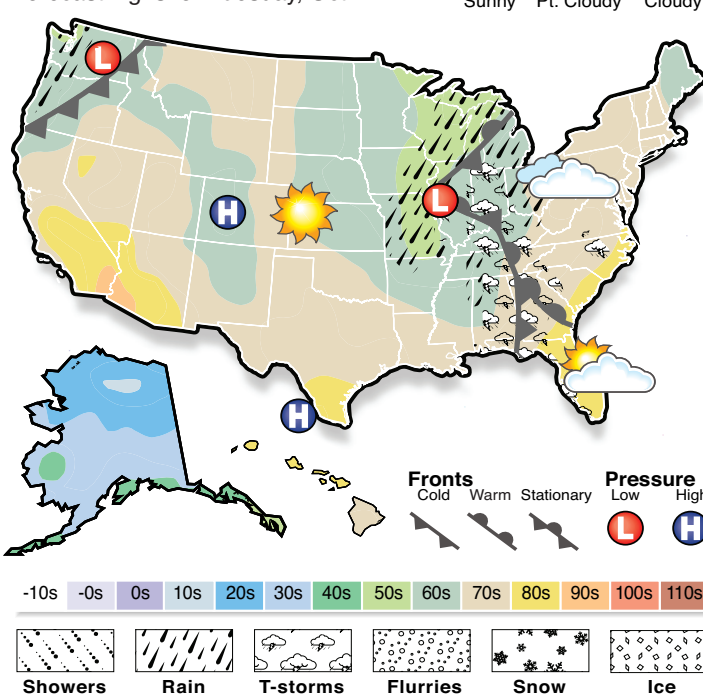 Sunny Pt. Cloudy Cloudy
L
H
L
H
Fronts
Cold Warm Stationary
Pressure
Low High
L H
-10s -0s 0s 10s 20s 30s 40s 50s 60s 70s 80s 90s 100s 110s
Showers Rain T-storms Flurries Snow Ice